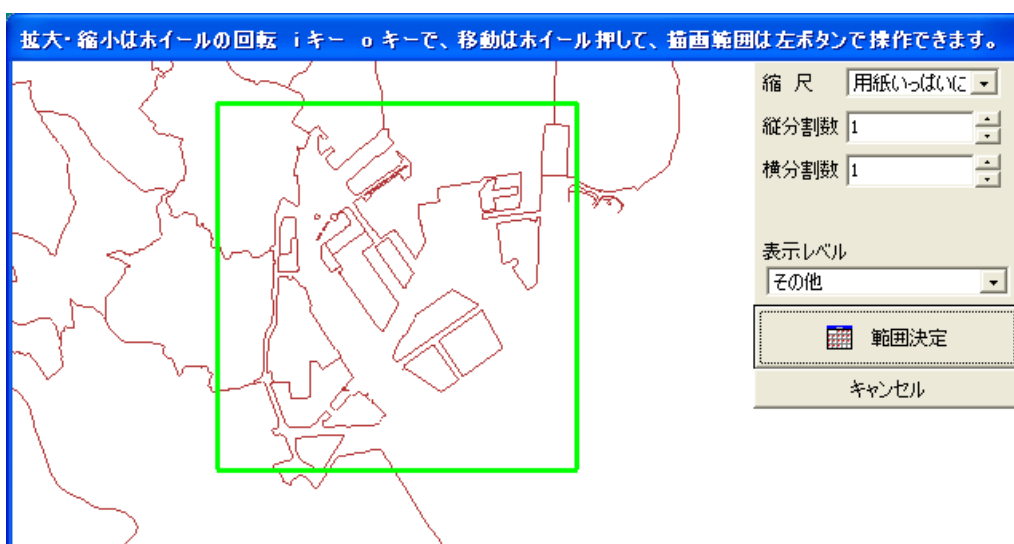 拡大・縮小はホイールの回転 iキー oキーで、移動はホイール押して、描画範囲は左ボタンで操作できます。
縮 尺 用紙いっぱいに
縦分割数 1
横分割数 1
表示レベル
その他
範囲決定
キャンセル